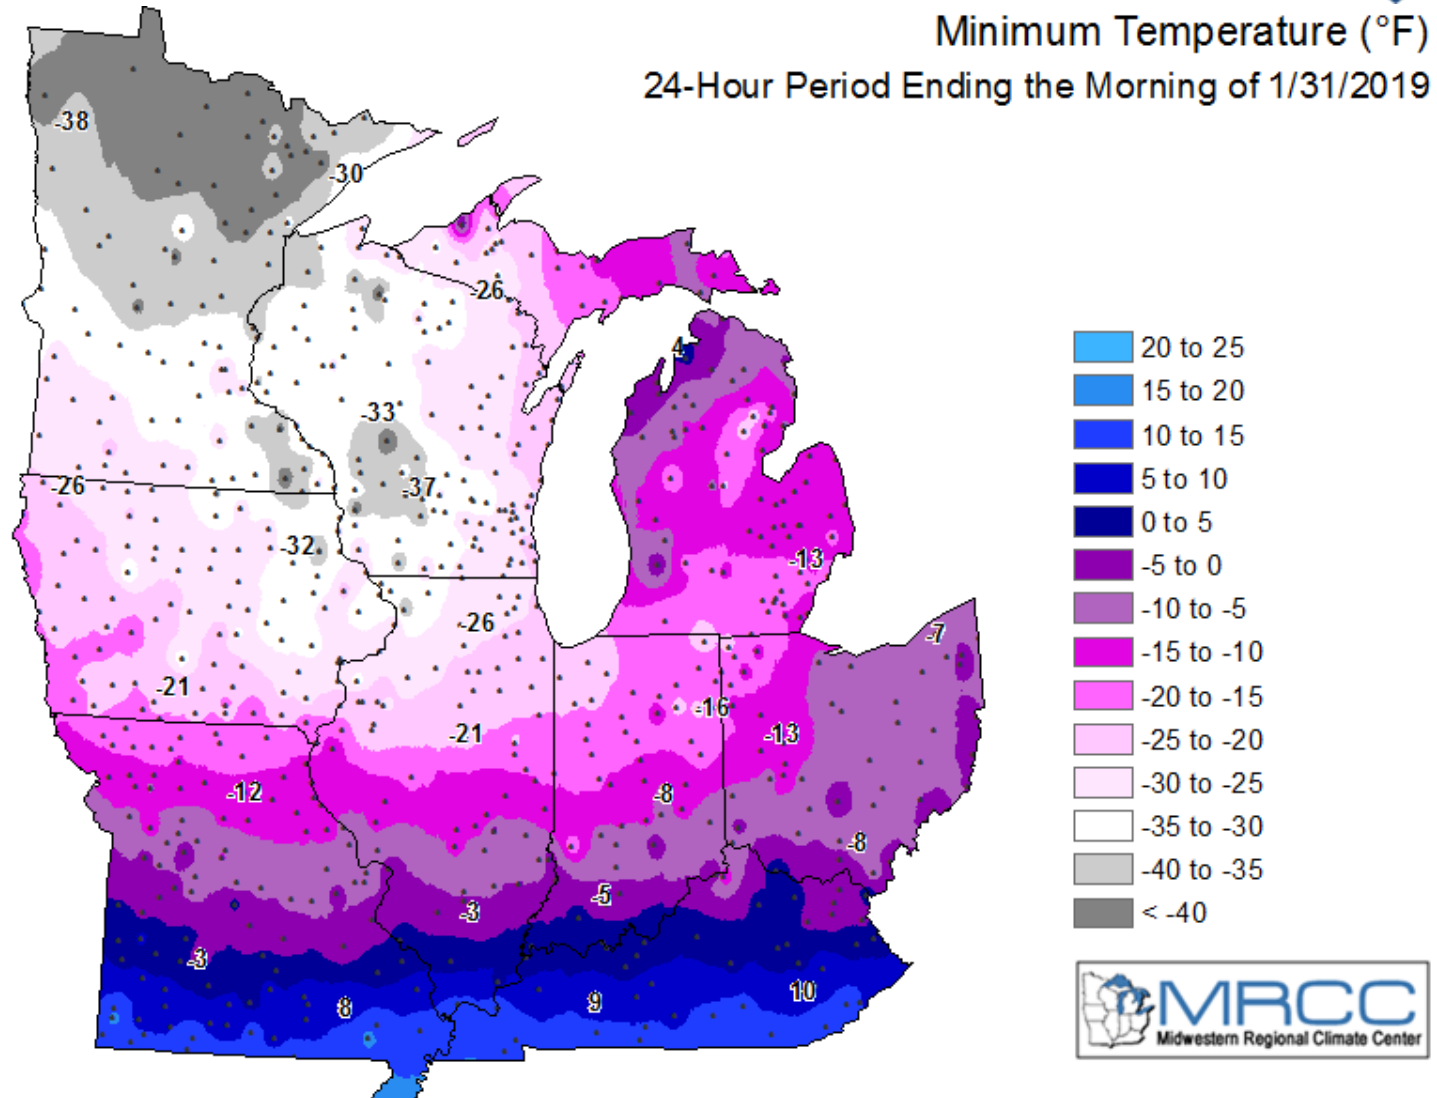 Minimum Temperature (°F)
24-Hour Period Ending the Morning of 1/31/2019
-38
-30
-26
4
-33
-37
-26
-32
-13
-26
-7
-21
-16
-21
-13
-12
-8
-8
-5
-3
-3
10
9
8
20 to 25
15 to 20
10 to 15
5 to 10
0 to 5
-5 to 0
-10 to -5
-15 to -10
-20 to -15
-25 to -20
-30 to -25
-35 to -30
-40 to -35
< -40
MRCC
Midwestern Regional Climate Center